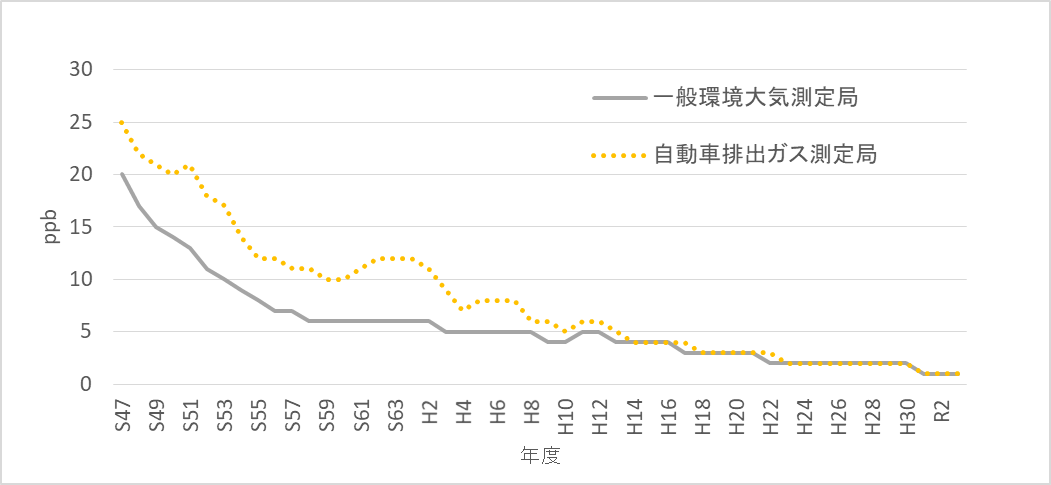 30
25
20
15
10
5
0
ppb
一般環境大気測定局
自動車排出ガス測定局
S47
S49
S51
S53
S55
S57
S59
S61
S63
H2
H4
H6
H8
H10
H12
H14
H16
H18
H20
H22
H24
H26
H28
H30
R2
年度